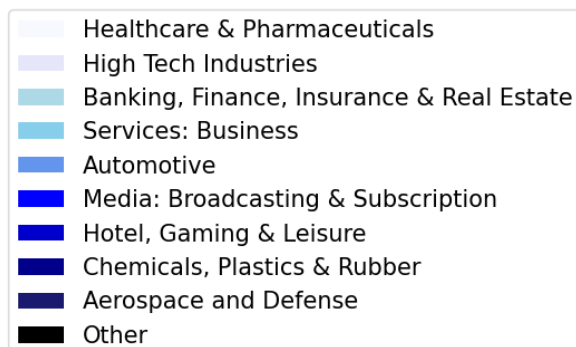 Healthcare & Pharmaceuticals
High Tech Industries
Banking, Finance, Insurance & Real Estate
Services: Business
Automotive
Media: Broadcasting & Subscription
Hotel, Gaming & Leisure
Chemicals, Plastics & Rubber
Aerospace and Defense
Other